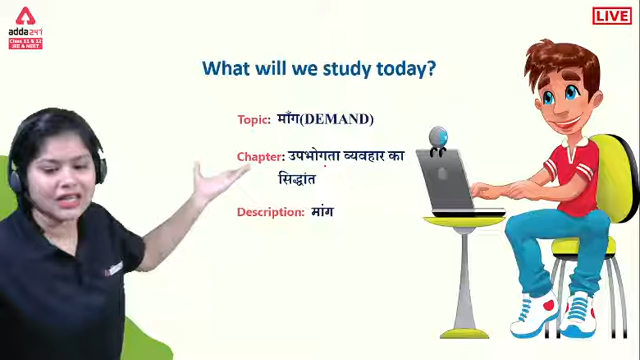 LIVE
adda247
Class 11 & 12
JEE & NEET
What will we study today?
Topic: माँग(DEMAND)
Chapter: उपभोगता व्यवहार का
सिद्धांत
Description: मांग